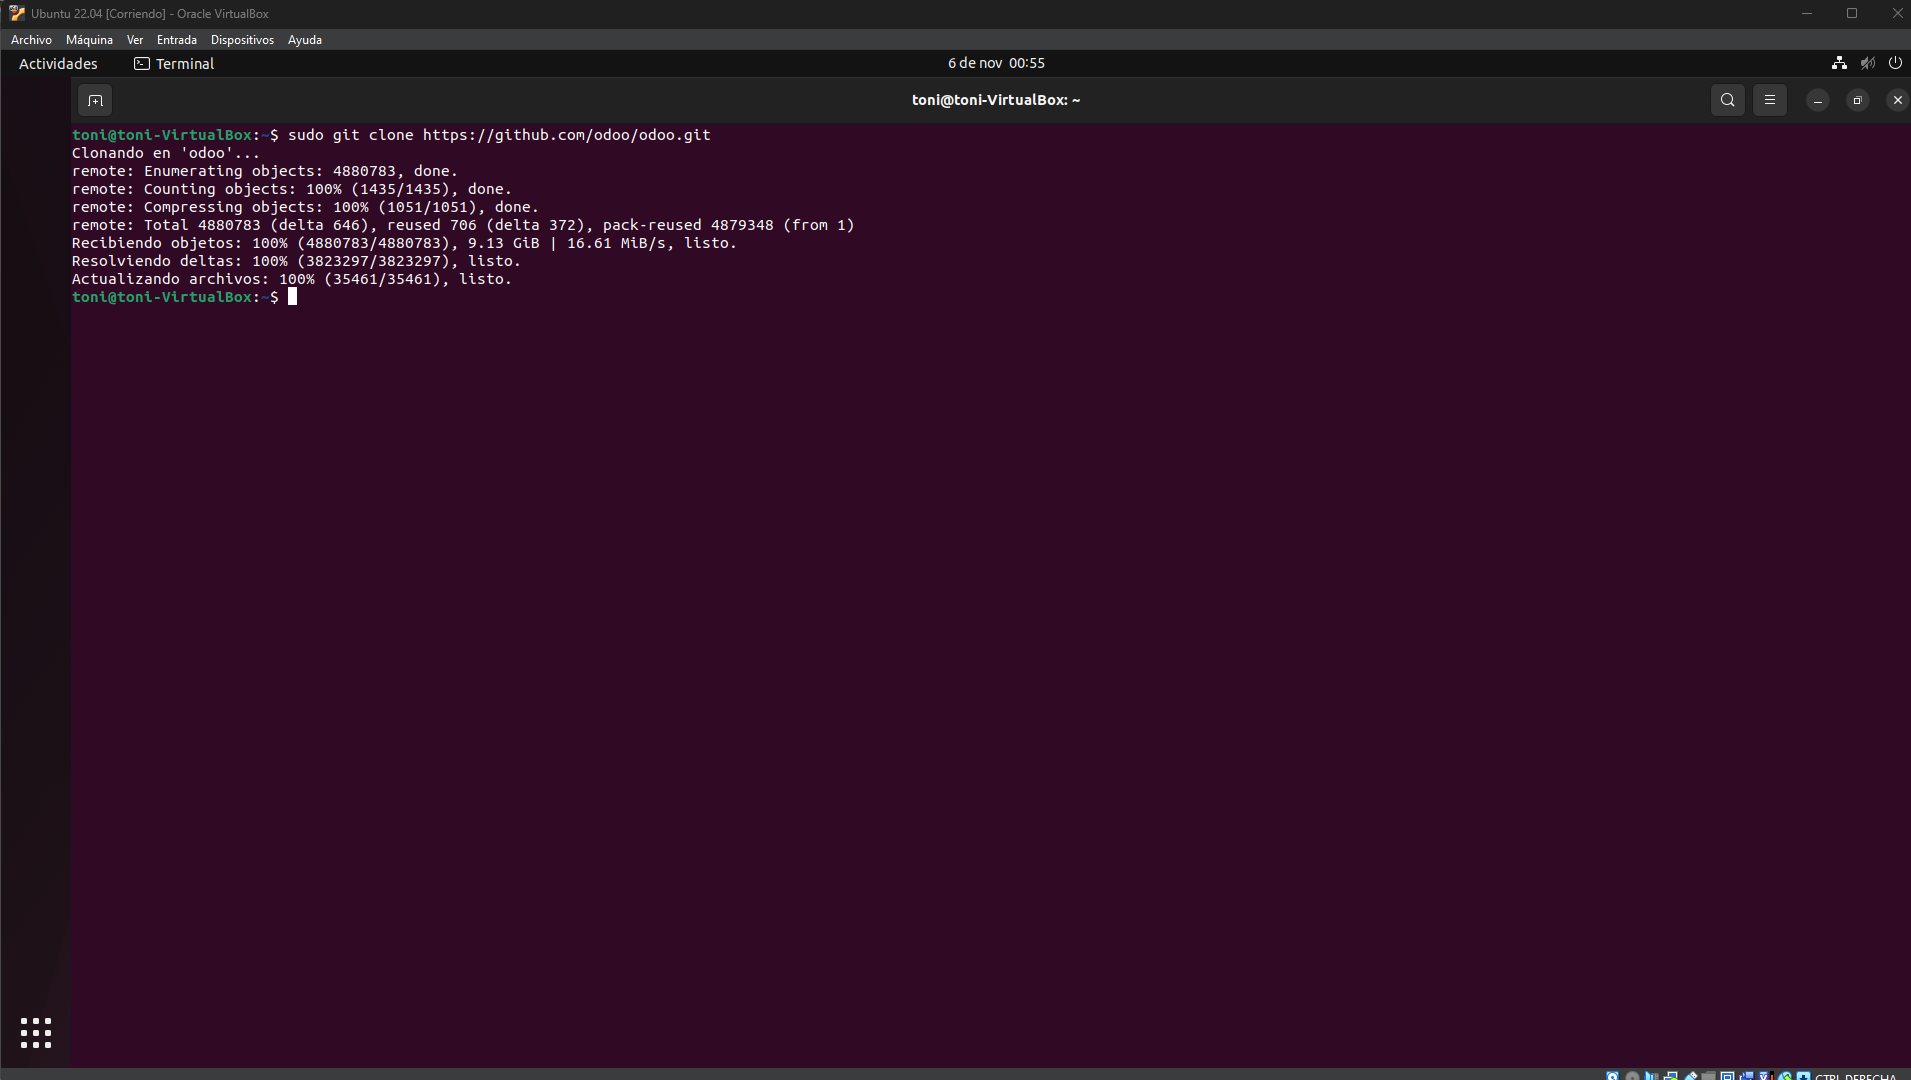 Ubuntu 22.04 [Corriendo] - Oracle VirtualBox
Archivo Máquina Ver Entrada Dispositivos Ayuda
Actividades Terminal 6 de nov 00:55
toni@toni-VirtualBox: ~
toni@toni-VirtualBox:~$ sudo git clone https://github.com/odoo/odoo.git
Clonando en 'odoo'...
remote: Enumerating objects: 4880783, done.
remote: Counting objects: 100% (1435/1435), done.
remote: Compressing objects: 100% (1051/1051), done.
remote: Total 4880783 (delta 646), reused 706 (delta 372), pack-reused 4879348 (from 1)
Recibiendo objetos: 100% (4880783/4880783), 9.13 GiB | 16.61 MiB/s, listo.
Resolviendo deltas: 100% (3823297/3823297), listo.
Actualizando archivos: 100% (35461/35461), listo.
toni@toni-VirtualBox:~$
CTRL DERECHA